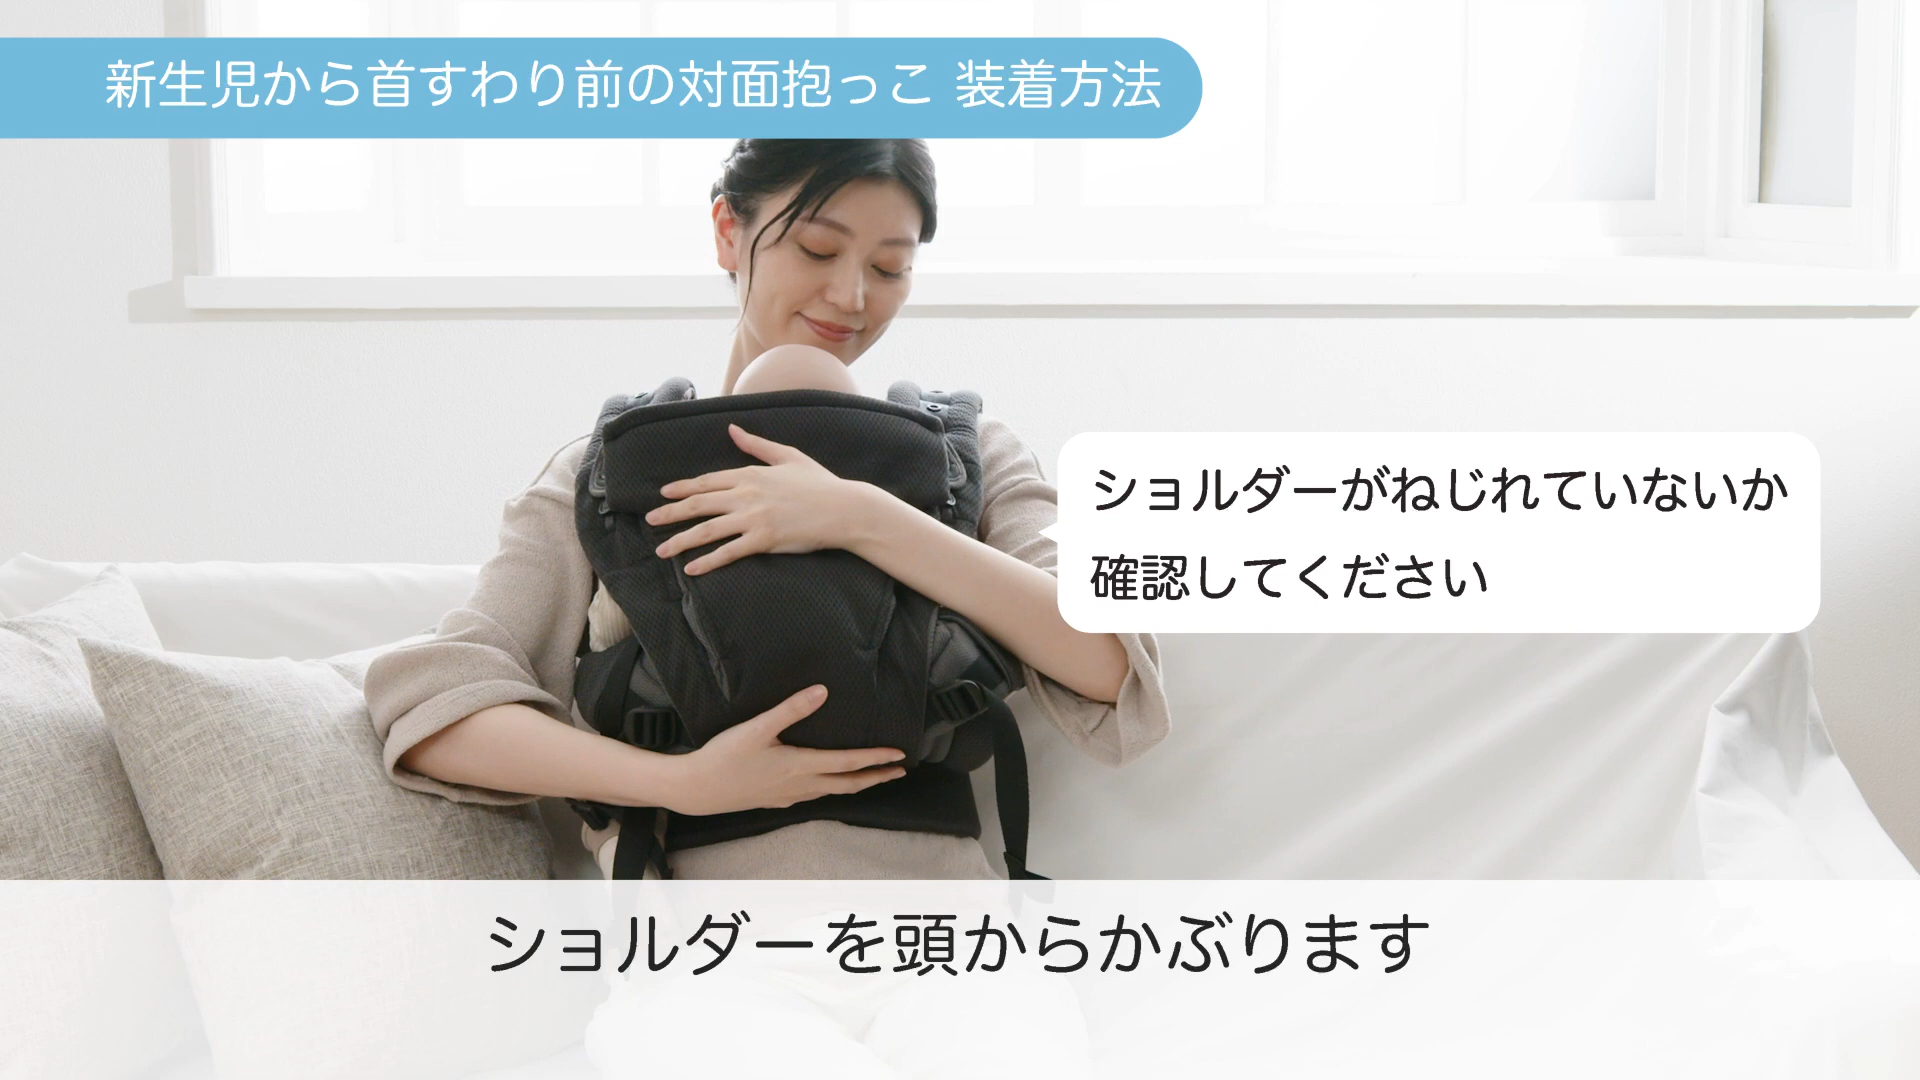 新生児から首すわり前の対面抱っこ 装着方法
ショルダーがねじれていないか
確認してください
ショルダーを頭からかぶります